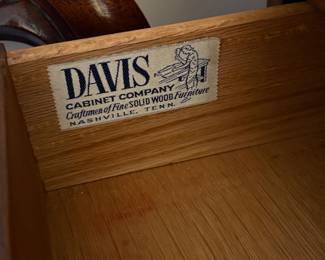 DAVIS
CABINET COMPANY
Craftsmen of Fine SOLID WOOD Furniture
NASHVILLE, TENN.